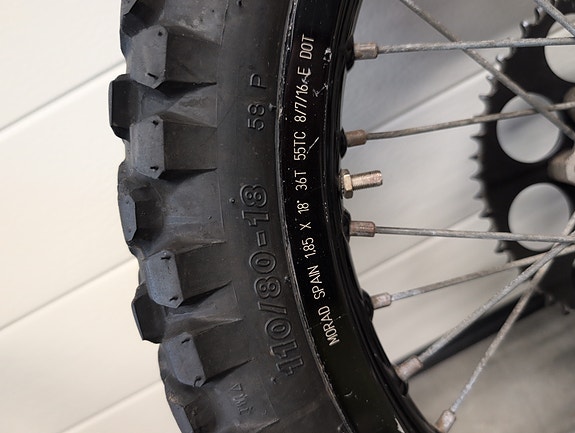 MORAD SPAIN 1.85 X 18" 36T 55TC 8/7/16 E DOT
110/80-18 58 P